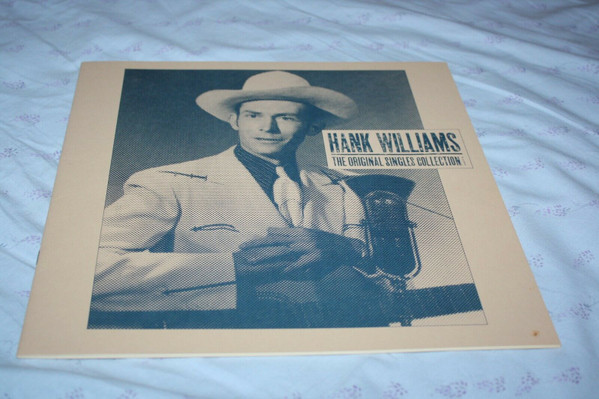 HANK WILLIAMS
THE ORIGINAL SINGLES COLLECTION